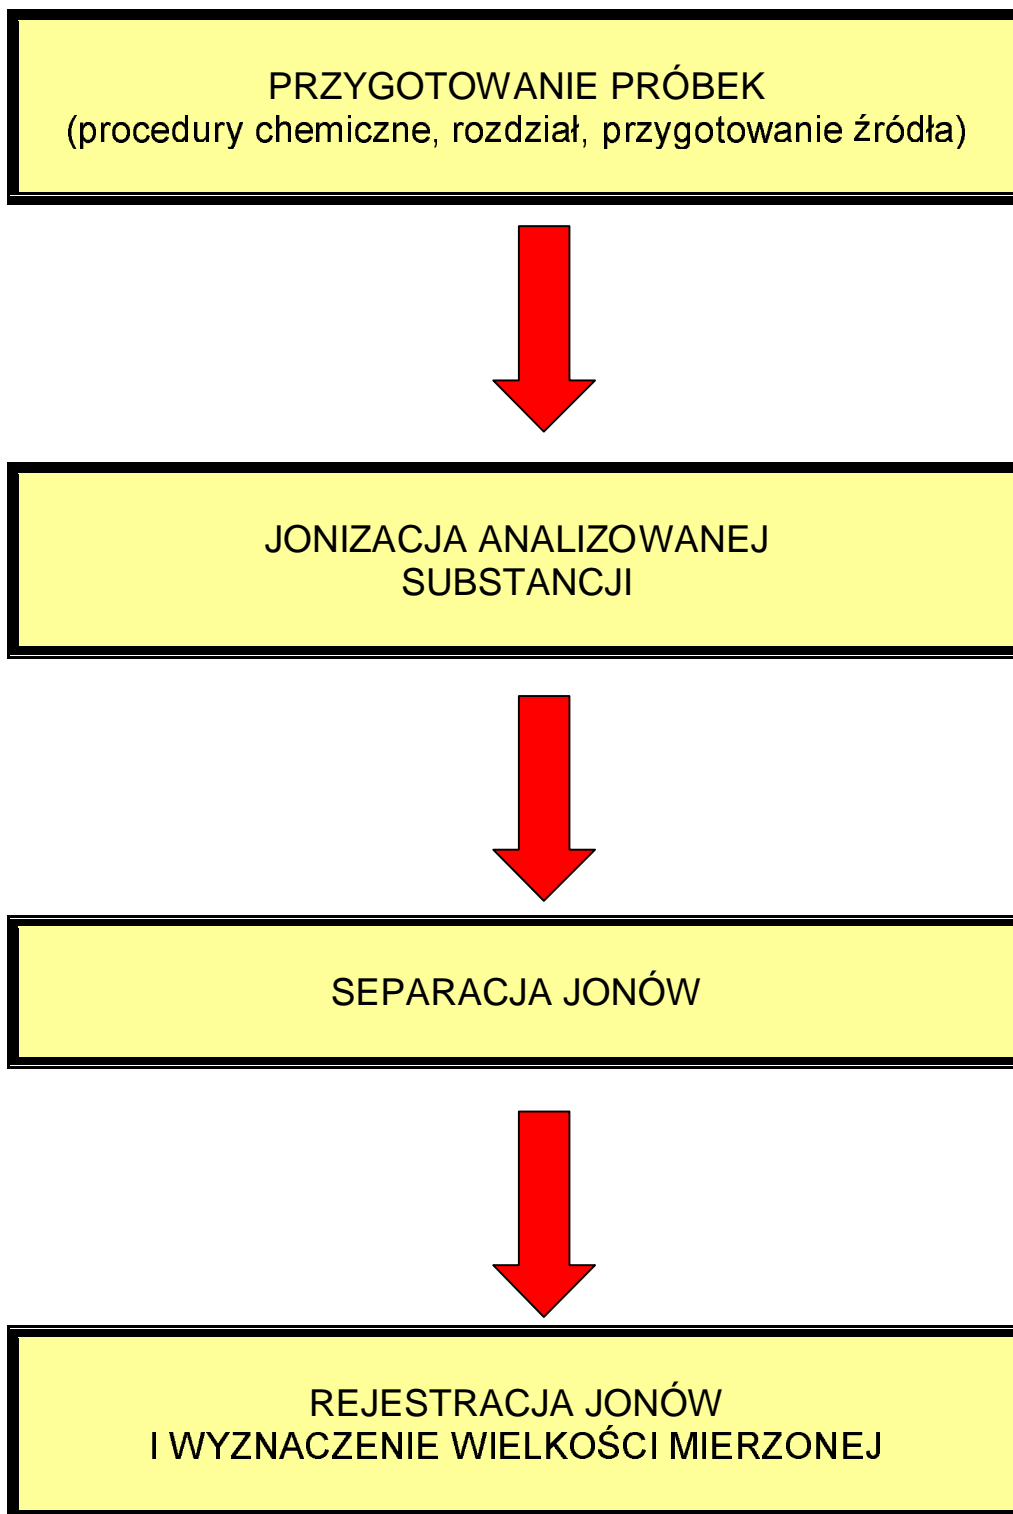 PRZYGOTOWANIE PRÓBEK
(procedury chemiczne, rozdział, przygotowanie źródła)
JONIZACJA ANALIZOWANEJ
SUBSTANCJI
SEPARACJA JONÓW
REJESTRACJA JONÓW
I WYZNACZENIE WIELKOŚCI MIERZONEJ